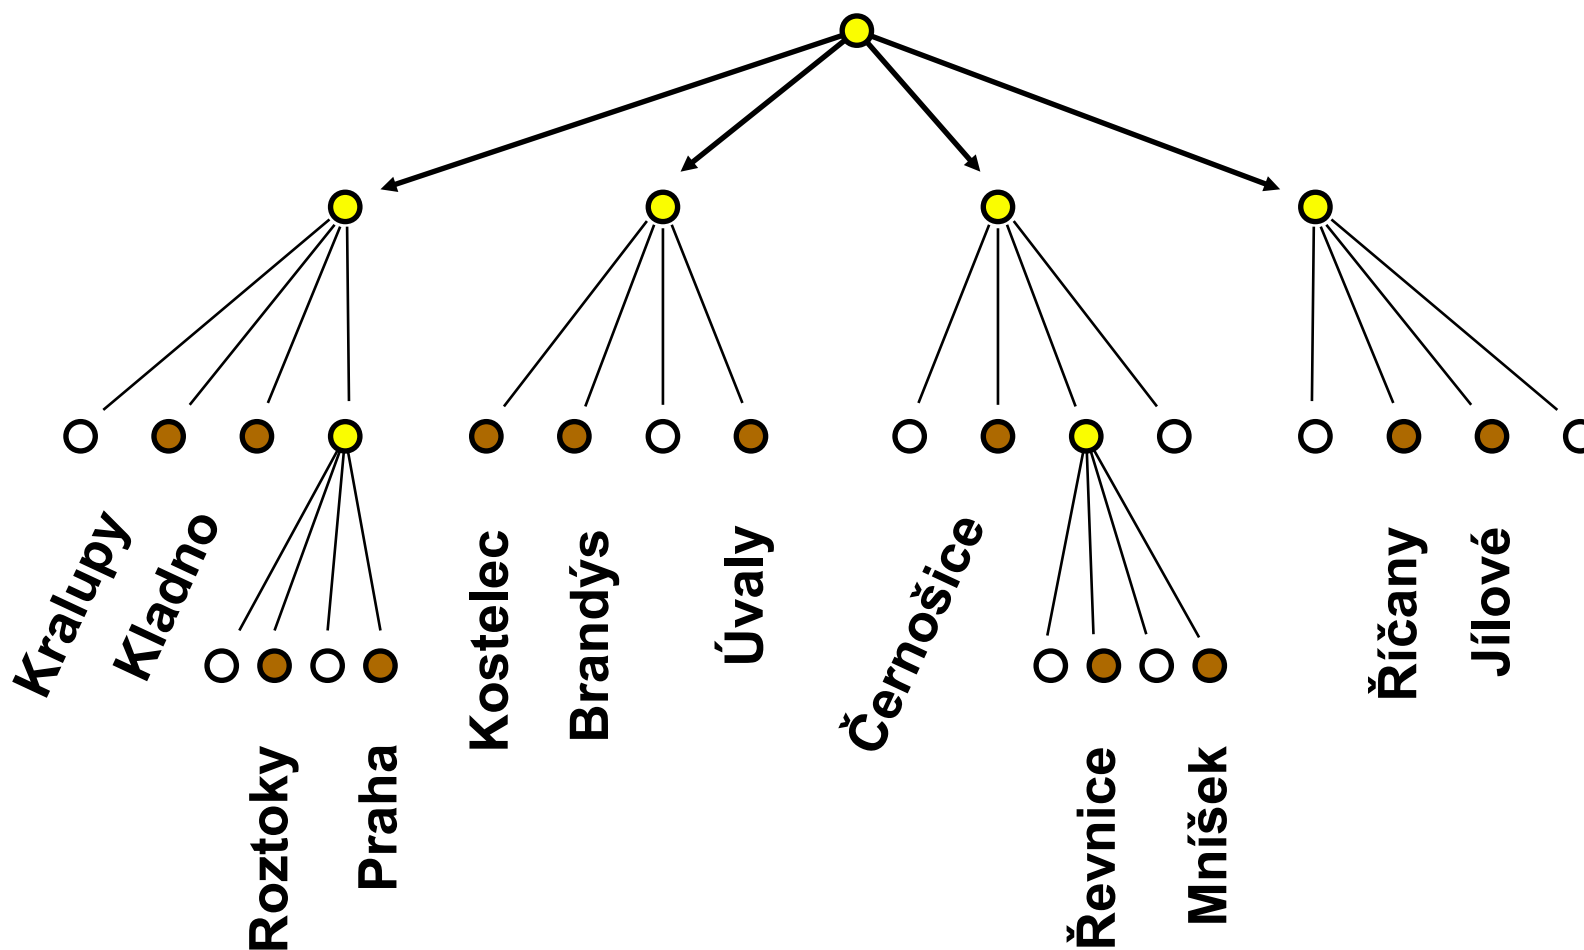 Kralupy
Kladno
Roztoky
Praha
Kostelec
Brandýs
Úvaly
Černošice
Řevnice
Mníšek
Říčany
Jílové